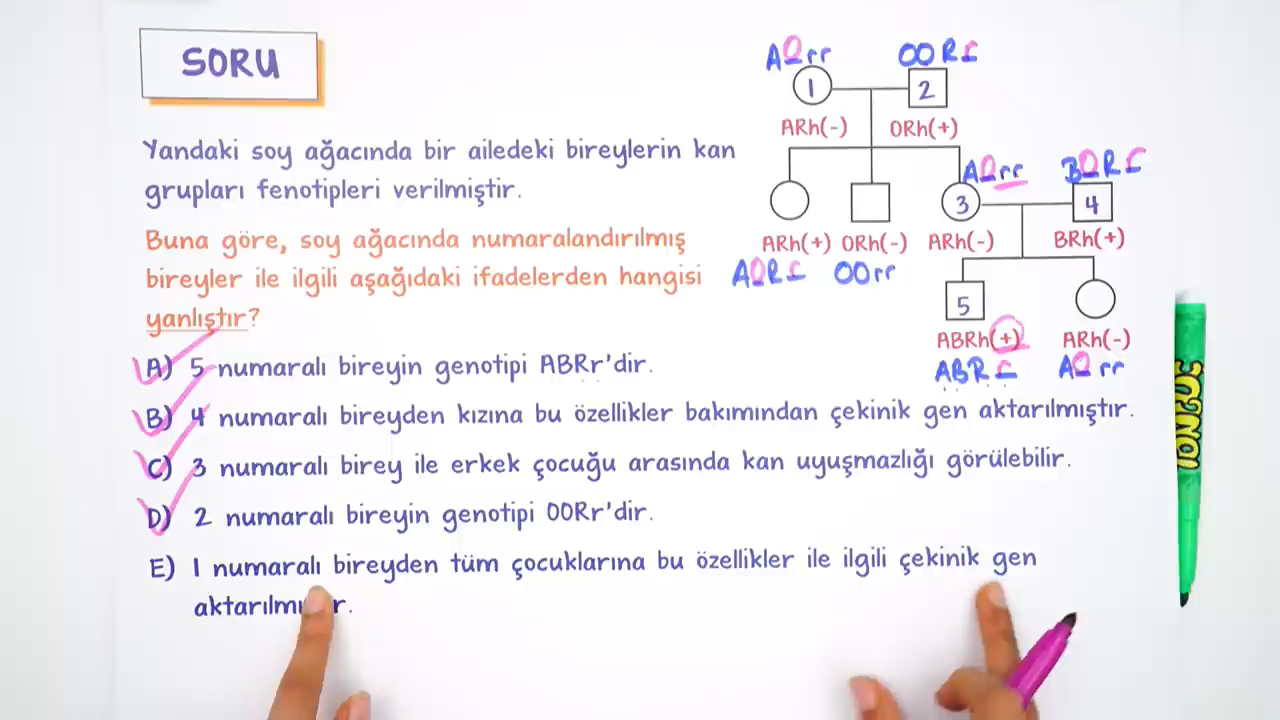 SORU
Yandaki soy ağacında bir ailedeki bireylerin kan
grupları fenotipleri verilmiştir.
Buna göre, soy ağacında numaralandırılmış
bireyler ile ilgili aşağıdaki ifadelerden hangisi
yanlıştır?
AOrr OORr
1 2
ARh(-) ORh(+)
AOrr BORr
3 4
ARh(+) ORh(-) ARh(-) BRh(+)
AORr OOrr
5
ABRh(+) ARh(-)
ABRr AOrr
A) 5 numaralı bireyin genotipi ABRr'dir.
B) 4 numaralı bireyden kızına bu özellikler bakımından çekinik gen aktarılmıştır.
C) 3 numaralı birey ile erkek çocuğu arasında kan uyuşmazlığı görülebilir.
D) 2 numaralı bireyin genotipi OORr'dir.
E) 1 numaralı bireyden tüm çocuklarına bu özellikler ile ilgili çekinik gen
TONGUÇ